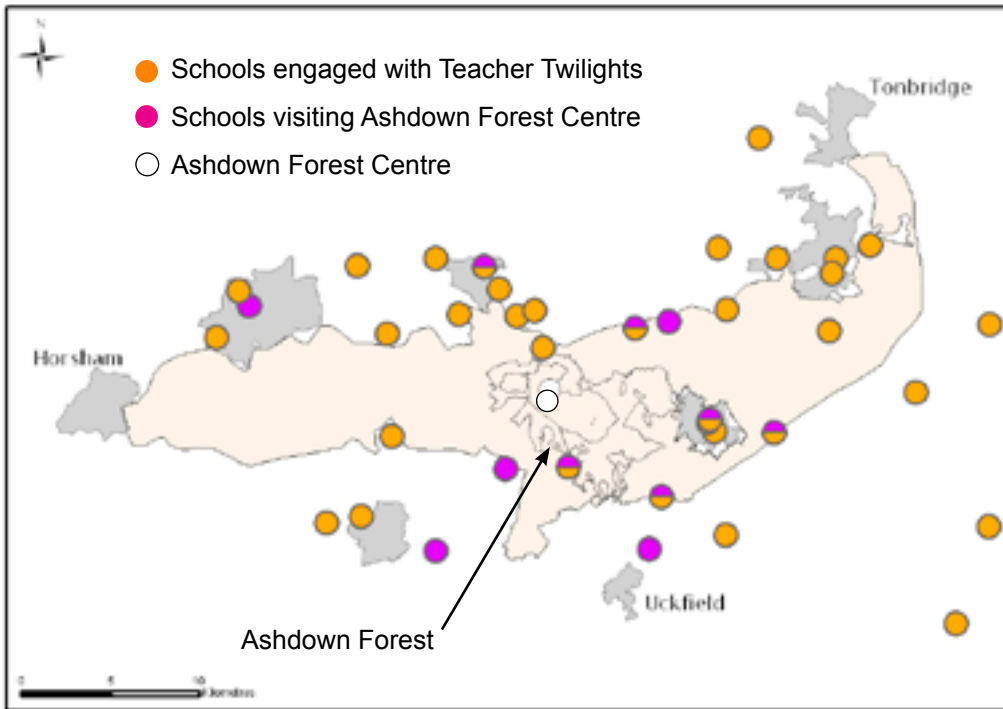 N
Schools engaged with Teacher Twilights
Schools visiting Ashdown Forest Centre
Ashdown Forest Centre
Tonbridge
Horsham
Uckfield
Ashdown Forest
0 5 10
Kilometres